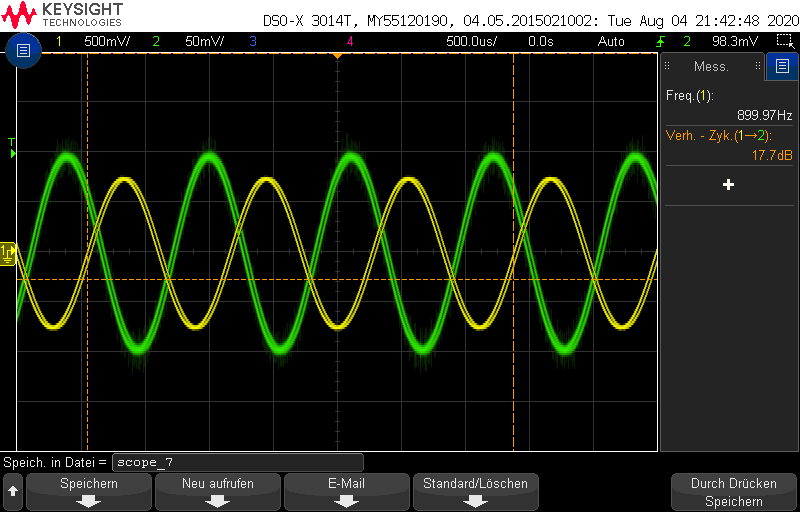 KEYSIGHT
TECHNOLOGIES
DSO-X 3014T, MY55120190, 04.05.2015021002: Tue Aug 04 21:42:48 2020
1 500mV/ 2 50mV/ 3 4 500.0us/ 0.0s Auto 2 98.3mV
Mess.
Freq.(1):
899.97Hz
Verh. - Zyk.(1→2):
17.7dB
T
1
Speich. in Datei = scope_7
Speichern
Neu aufrufen
E-Mail
Standard/Löschen
Durch Drücken
Speichern